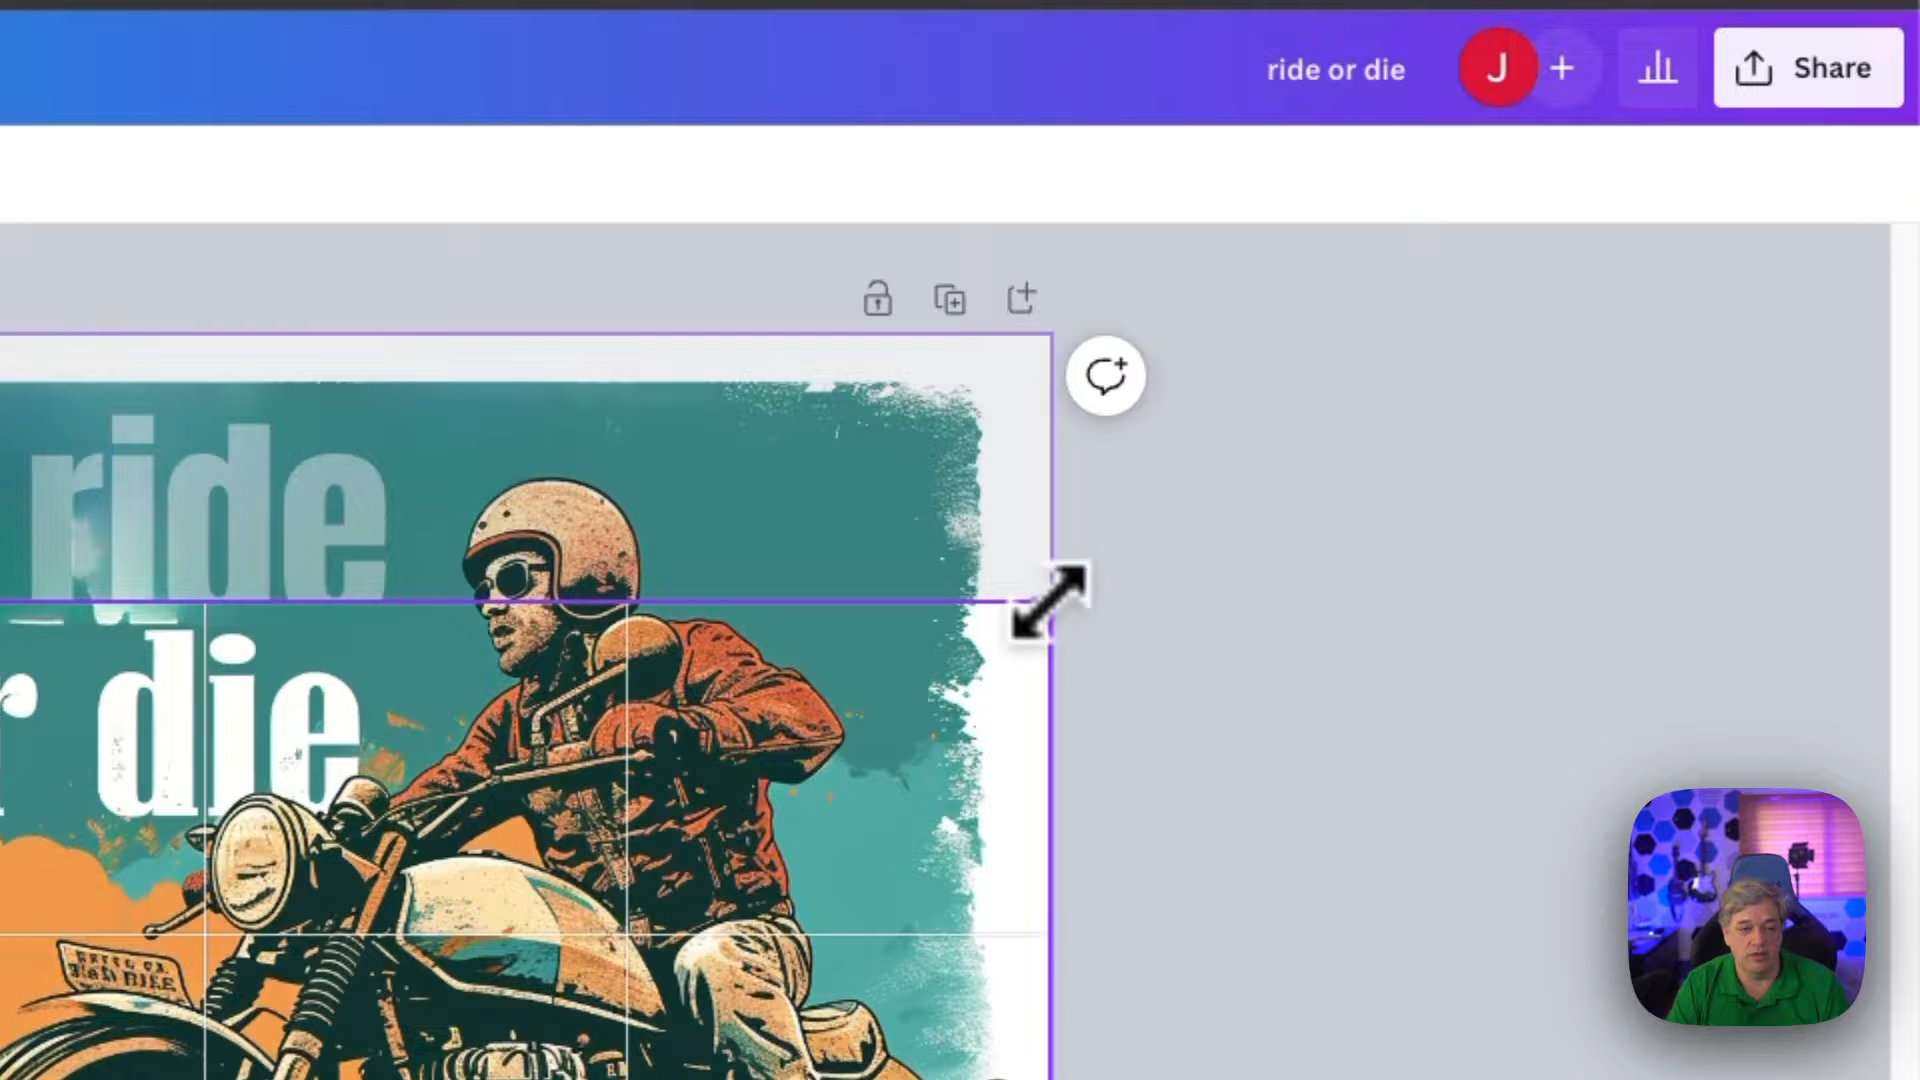 ride or die
J
Share
ride
r die